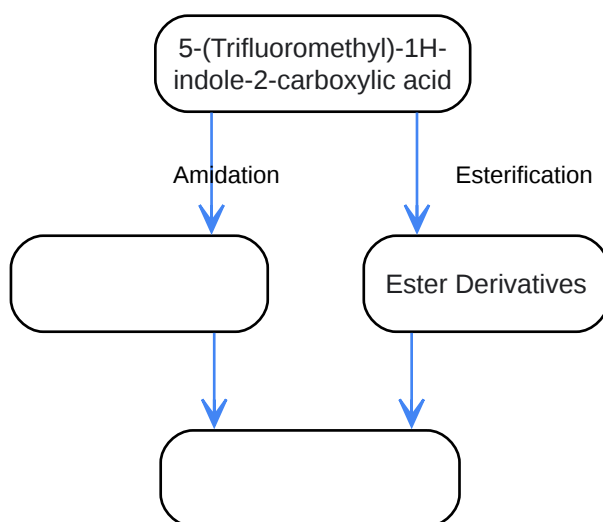 5-(Trifluoromethyl)-1H-
indole-2-carboxylic acid
Amidation
Esterification
Ester Derivatives